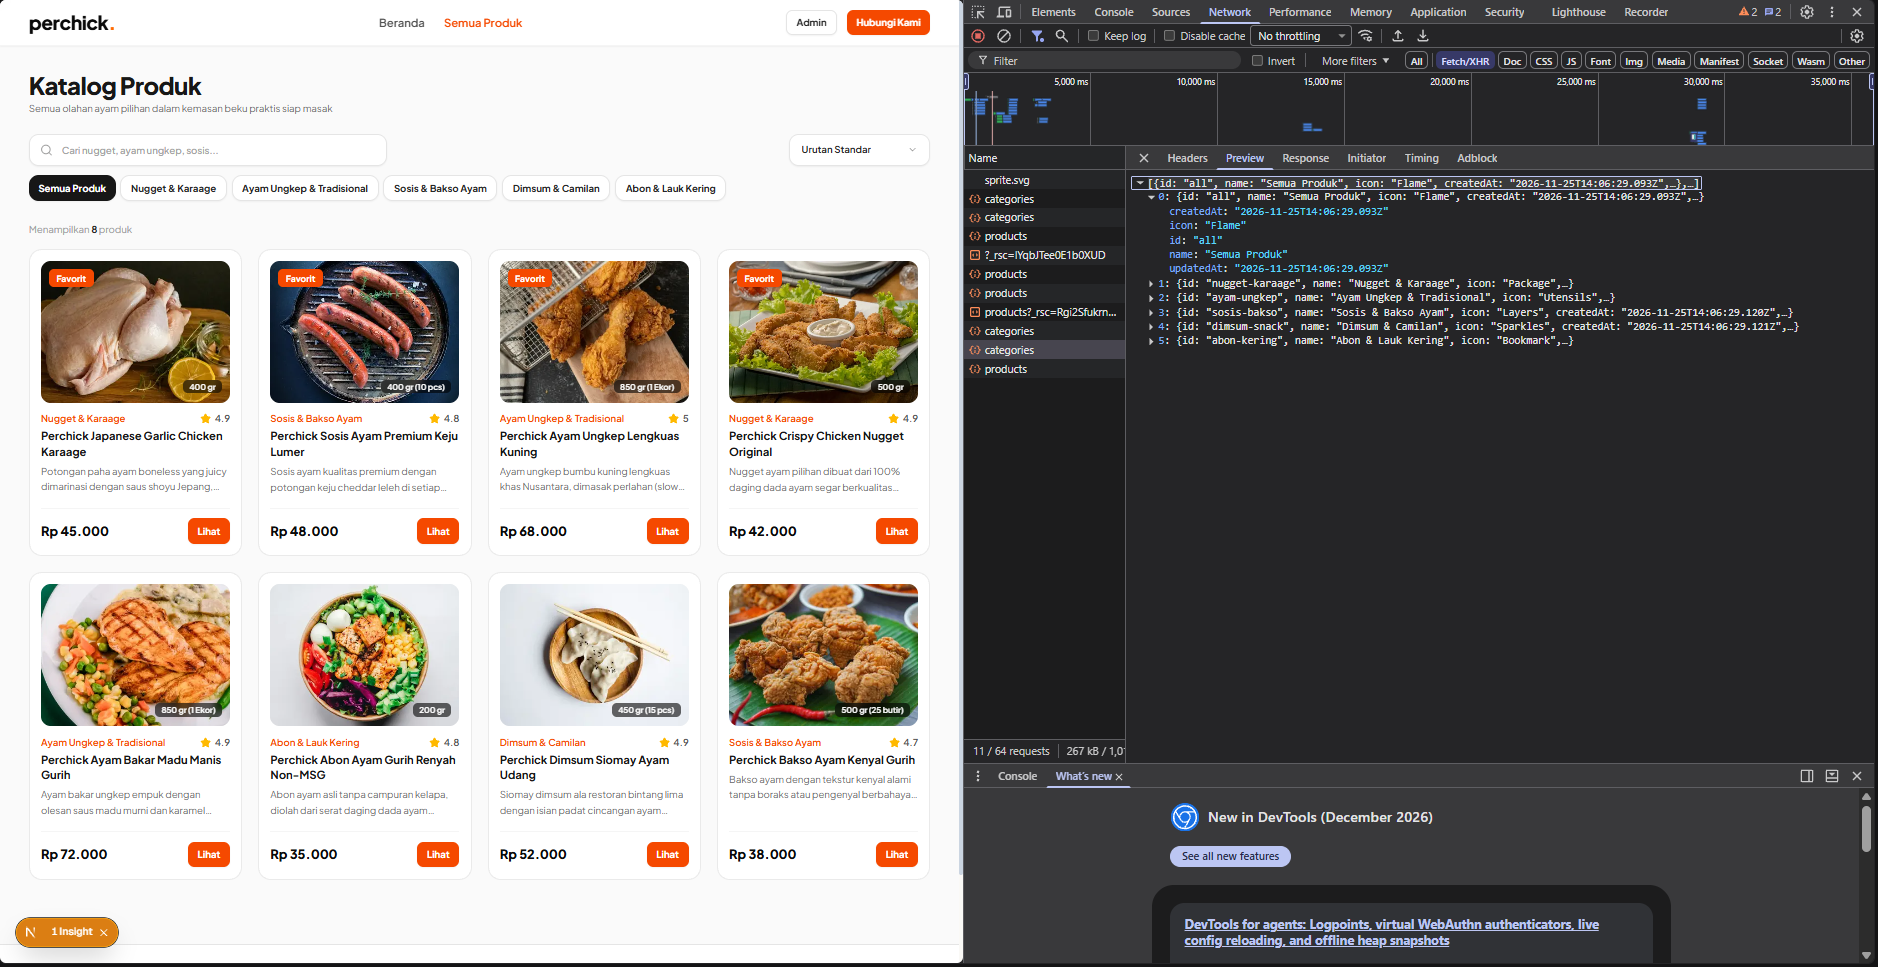 perchick.
Beranda
Semua Produk
Admin
Hubungi Kami
Katalog Produk
Semua olahan ayam pilihan dalam kemasan beku praktis siap masak
Cari nugget, ayam ungkep, sosis...
Urutan Standar
Semua Produk
Nugget & Karaage
Ayam Ungkep & Tradisional
Sosis & Bakso Ayam
Dimsum & Camilan
Abon & Lauk Kering
Menampilkan 8 produk
Favorit
400 gr
Nugget & Karaage
4.9
Perchick Japanese Garlic Chicken
Karaage
Potongan paha ayam boneless yang juicy
dimarinasi dengan saus shoyu Jepang,...
Rp 45.000
Lihat
Favorit
400 gr (10 pcs)
Sosis & Bakso Ayam
4.8
Perchick Sosis Ayam Premium Keju
Lumer
Sosis ayam kualitas premium dengan
potongan keju cheddar leleh di setiap...
Rp 48.000
Lihat
Favorit
850 gr (1 Ekor)
Ayam Ungkep & Tradisional
5
Perchick Ayam Ungkep Lengkuas
Kuning
Ayam ungkep bumbu kuning lengkuas
khas Nusantara, dimasak perlahan (slow...
Rp 68.000
Lihat
Favorit
500 gr
Nugget & Karaage
4.9
Perchick Crispy Chicken Nugget
Original
Nugget ayam pilihan dibuat dari 100%
daging dada ayam segar berkualitas...
Rp 42.000
Lihat
850 gr (1 Ekor)
Ayam Ungkep & Tradisional
4.9
Perchick Ayam Bakar Madu Manis
Gurih
Ayam bakar ungkep empuk dengan
olesan saus madu murni dan karamel...
Rp 72.000
Lihat
200 gr
Abon & Lauk Kering
4.8
Perchick Abon Ayam Gurih Renyah
Non-MSG
Abon ayam asli tanpa campuran kelapa,
diolah dari serat daging dada ayam...
Rp 35.000
Lihat
450 gr (15 pcs)
Dimsum & Camilan
4.9
Perchick Dimsum Siomay Ayam
Udang
Siomay dimsum ala restoran bintang lima
dengan isian padat cincangan ayam...
Rp 52.000
Lihat
500 gr (25 butir)
Sosis & Bakso Ayam
4.7
Perchick Bakso Ayam Kenyal Gurih
Bakso ayam dengan tekstur kenyal alami
tanpa boraks atau pengenyal berbahaya...
Rp 38.000
Lihat
N 1 Insight
Elements
Console
Sources
Network
Performance
Memory
Application
Security
Lighthouse
Recorder
2
2
Keep log
Disable cache
No throttling
Filter
Invert
More filters
All
Fetch/XHR
Doc
CSS
JS
Font
Img
Media
Manifest
Socket
Wasm
Other
5,000 ms
10,000 ms
15,000 ms
20,000 ms
25,000 ms
30,000 ms
35,000 ms
Name
sprite.svg
categories
categories
products
?_rsc=lYqbJTee0E1b0XUD
products
products
products?_rsc=Rgi2Sfukrn...
categories
categories
products
11 / 64 requests
267 kB / 1,0
Headers
Preview
Response
Initiator
Timing
Adblock
[{id: "all", name: "Semua Produk", icon: "Flame", createdAt: "2026-11-25T14:06:29.093Z",…},…]
0: {id: "all", name: "Semua Produk", icon: "Flame", createdAt: "2026-11-25T14:06:29.093Z",…}
createdAt: "2026-11-25T14:06:29.093Z"
icon: "Flame"
id: "all"
name: "Semua Produk"
updatedAt: "2026-11-25T14:06:29.093Z"
1: {id: "nugget-karaage", name: "Nugget & Karaage", icon: "Package",…}
2: {id: "ayam-ungkep", name: "Ayam Ungkep & Tradisional", icon: "Utensils",…}
3: {id: "sosis-bakso", name: "Sosis & Bakso Ayam", icon: "Layers", createdAt: "2026-11-25T14:06:29.120Z",…}
4: {id: "dimsum-snack", name: "Dimsum & Camilan", icon: "Sparkles", createdAt: "2026-11-25T14:06:29.121Z",…}
5: {id: "abon-kering", name: "Abon & Lauk Kering", icon: "Bookmark",…}
Console
What's new
New in DevTools (December 2026)
See all new features
DevTools for agents: Logpoints, virtual WebAuthn authenticators, live
config reloading, and offline heap snapshots